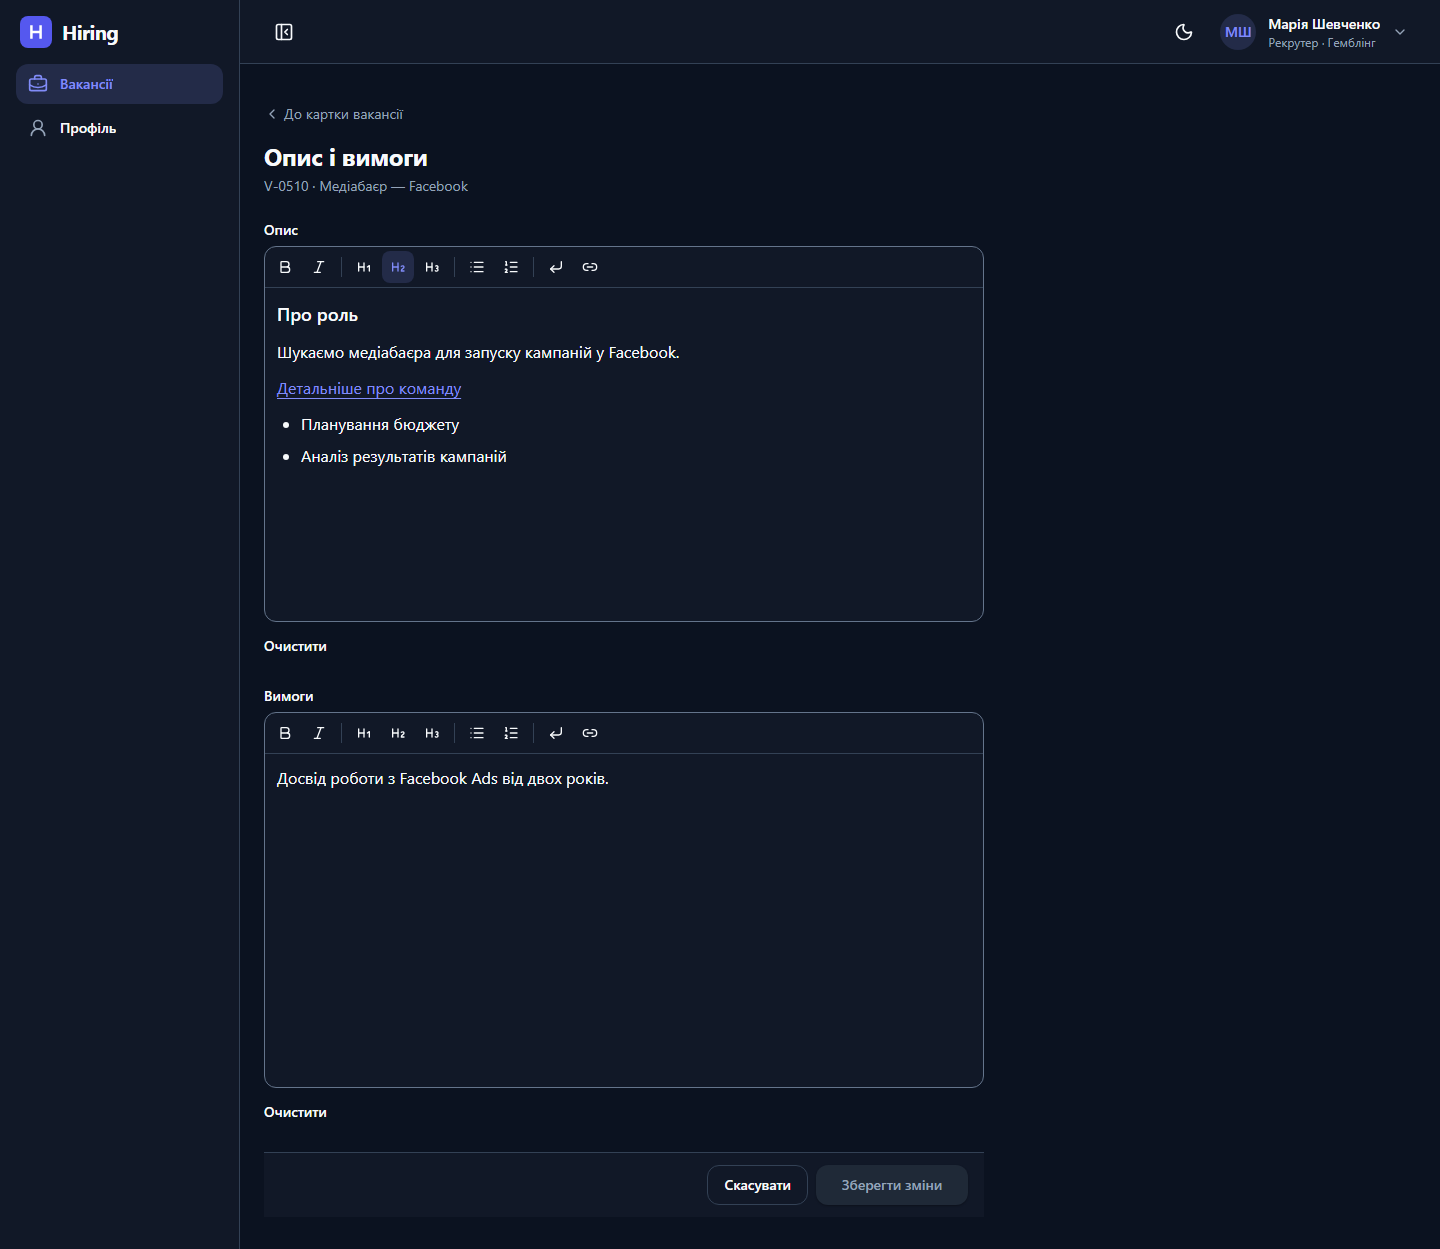 H Hiring
Вакансії
Профіль
МШ
Марія Шевченко
Рекрутер · Гемблінг
До картки вакансії
Опис і вимоги
V-0510 · Медіабаєр — Facebook
Опис
B I H1 H2 H3
Про роль
Шукаємо медіабаєра для запуску кампаній у Facebook.
Детальніше про команду
• Планування бюджету
• Аналіз результатів кампаній
Очистити
Вимоги
B I H1 H2 H3
Досвід роботи з Facebook Ads від двох років.
Очистити
Скасувати
Зберегти зміни